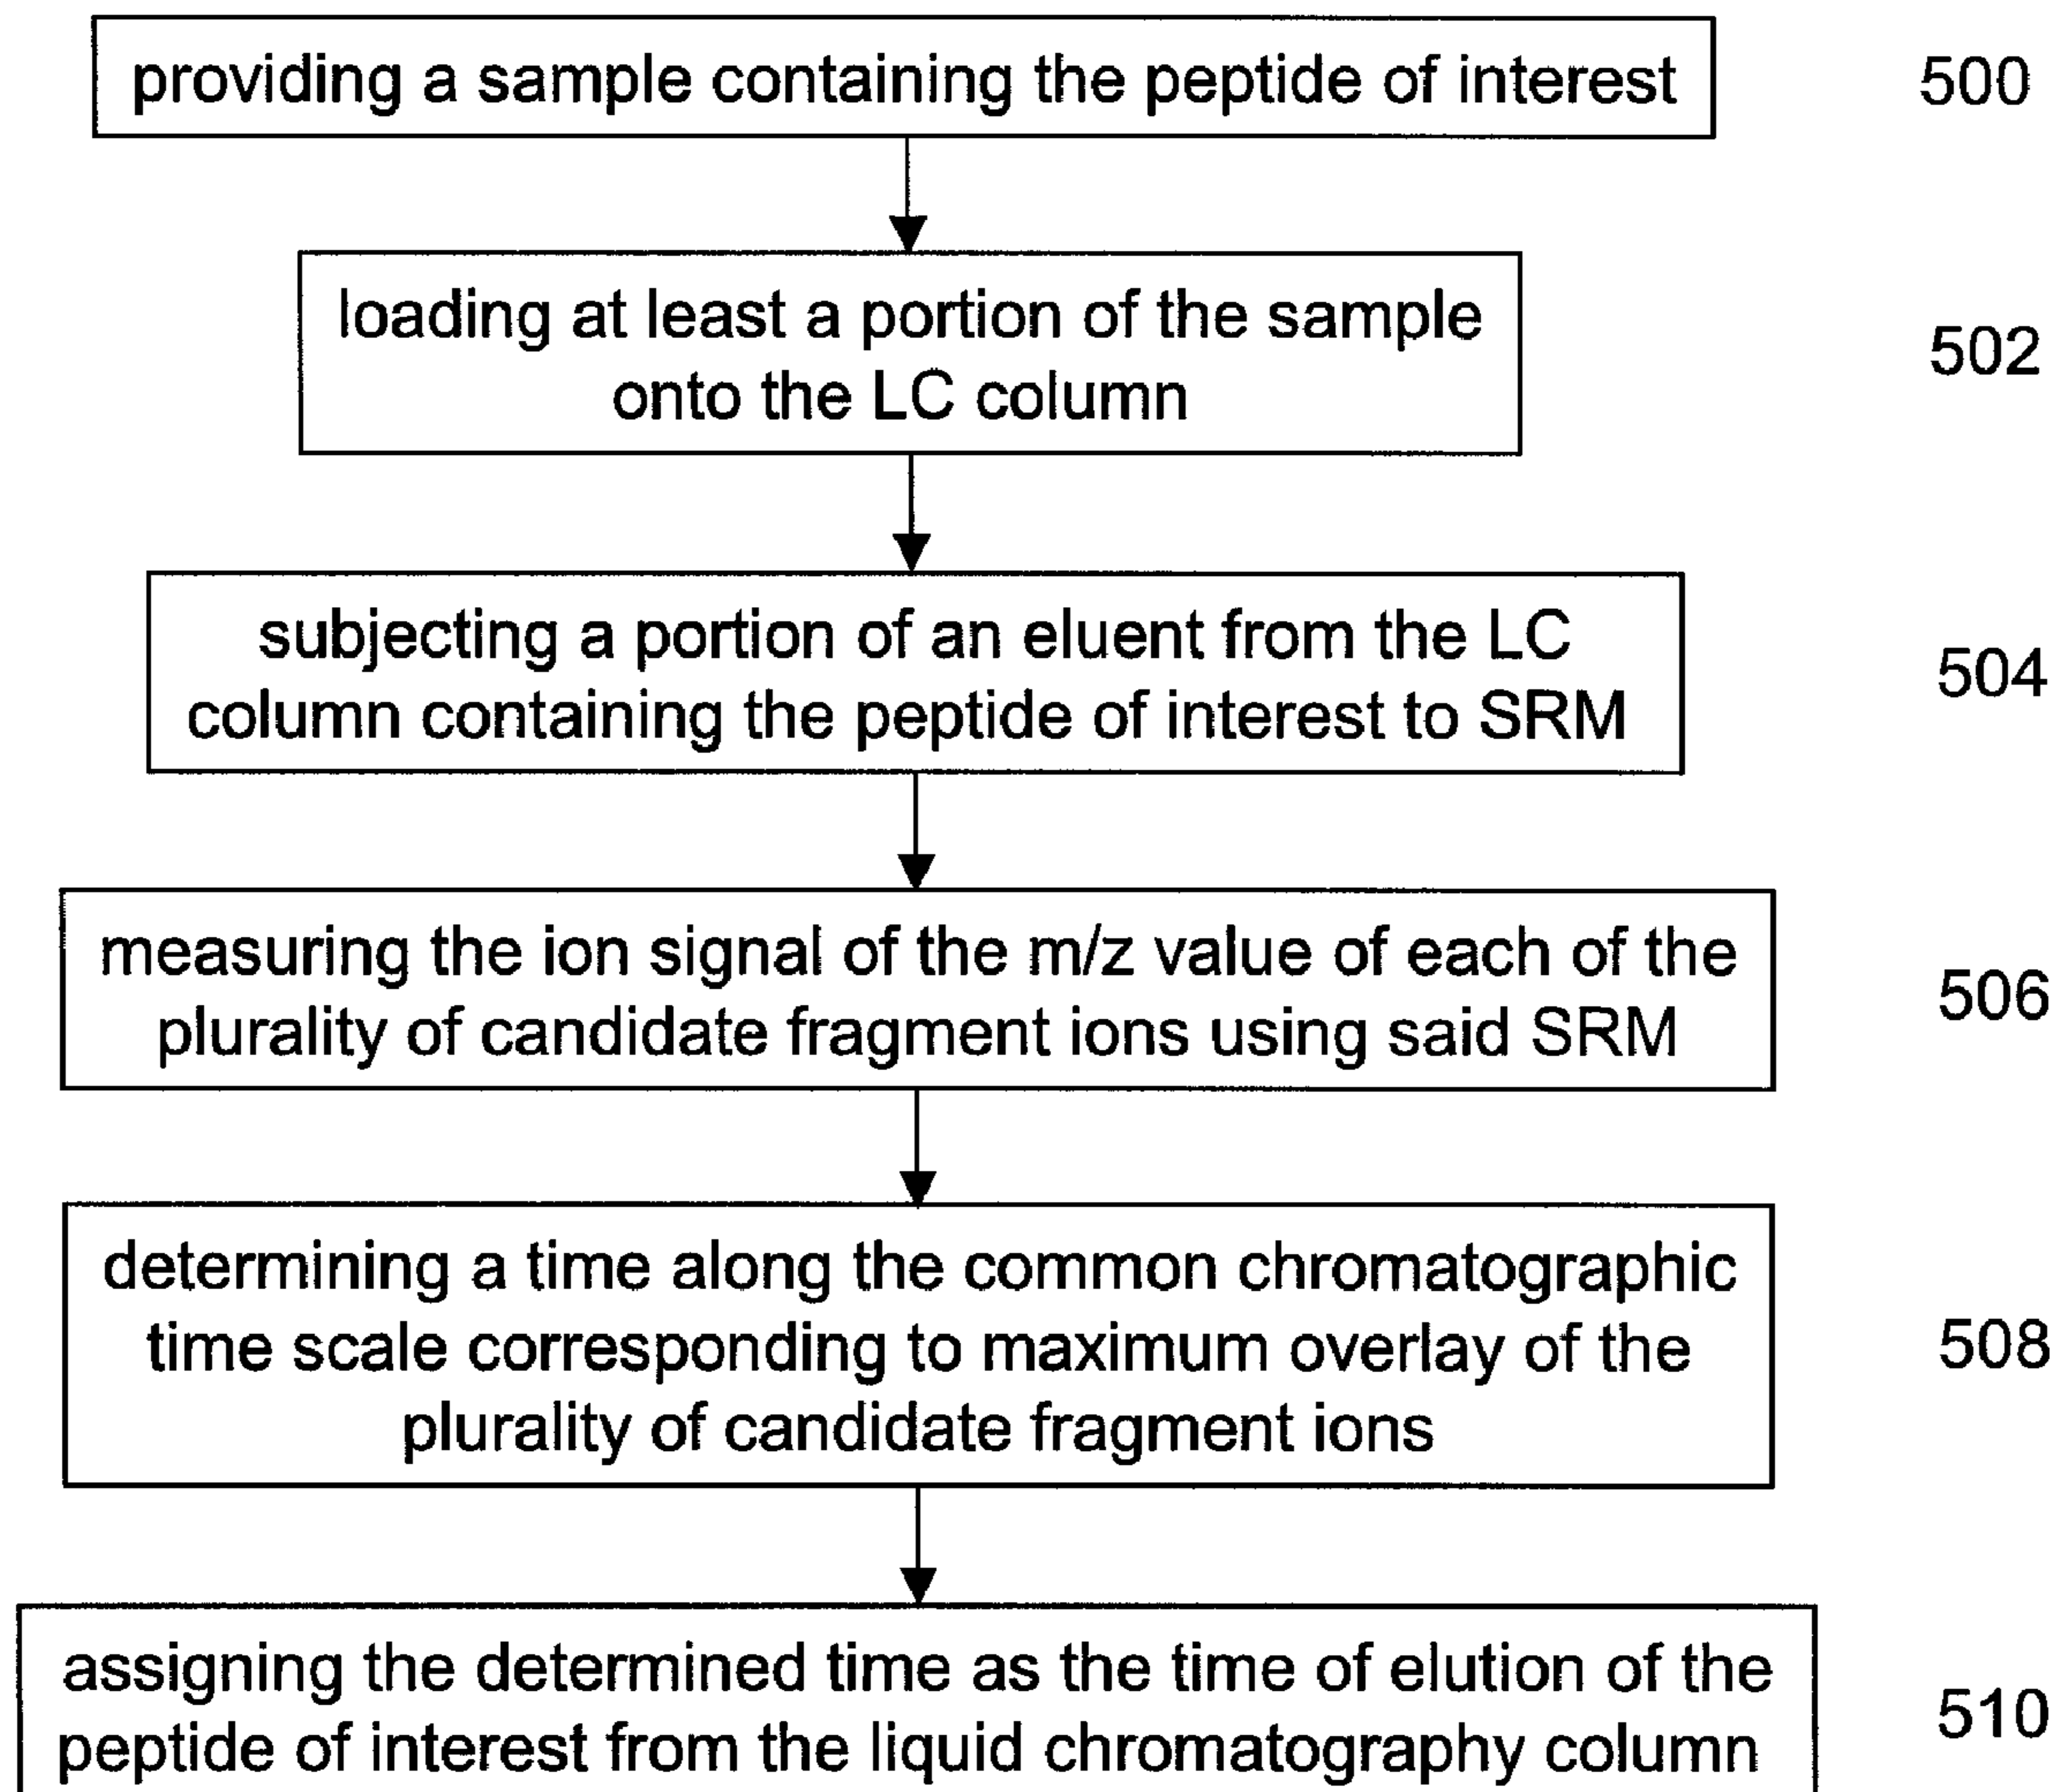 providing a sample containing the peptide of interest
500
loading at least a portion of the sample
onto the LC column
502
subjecting a portion of an eluent from the LC
column containing the peptide of interest to SRM
504
measuring the ion signal of the m/z value of each of the
plurality of candidate fragment ions using said SRM
506
determining a time along the common chromatographic
time scale corresponding to maximum overlay of the
plurality of candidate fragment ions
508
assigning the determined time as the time of elution of the
peptide of interest from the liquid chromatography column
510